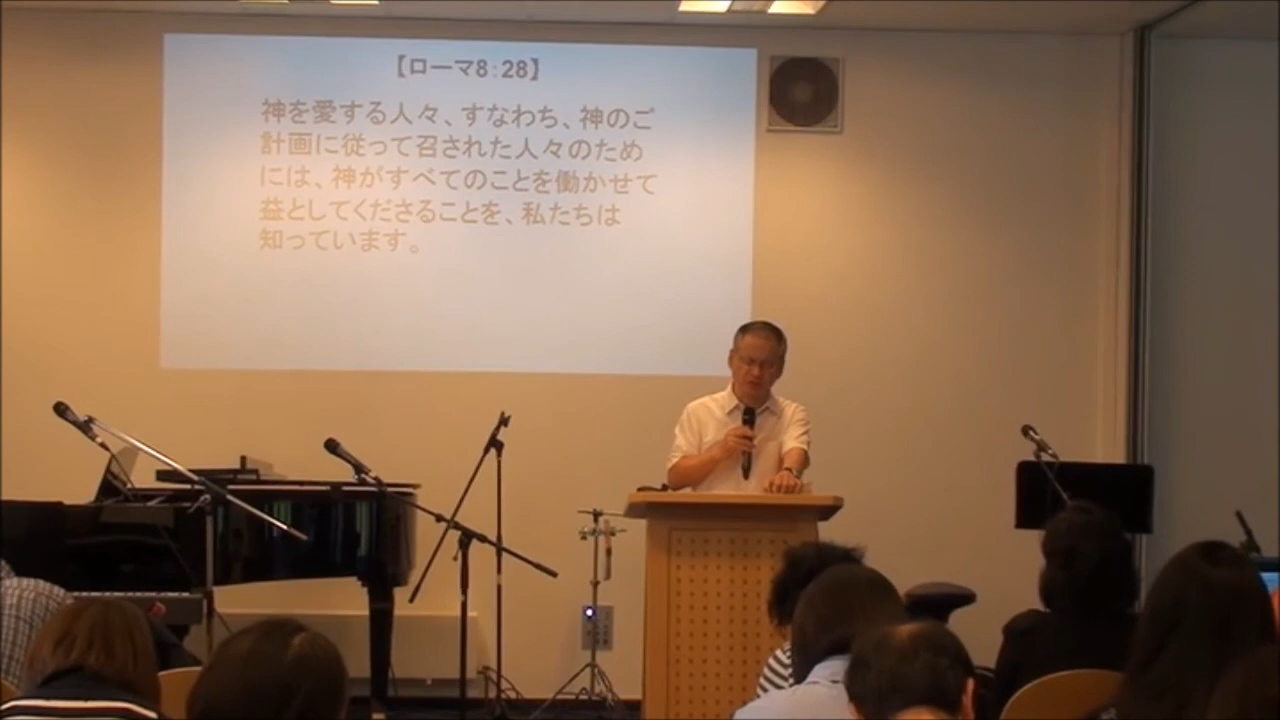 【ローマ8：28】
神を愛する人々、すなわち、神のご
計画に従って召された人々のため
には、神がすべてのことを働かせて
益としてくださることを、私たちは
知っています。